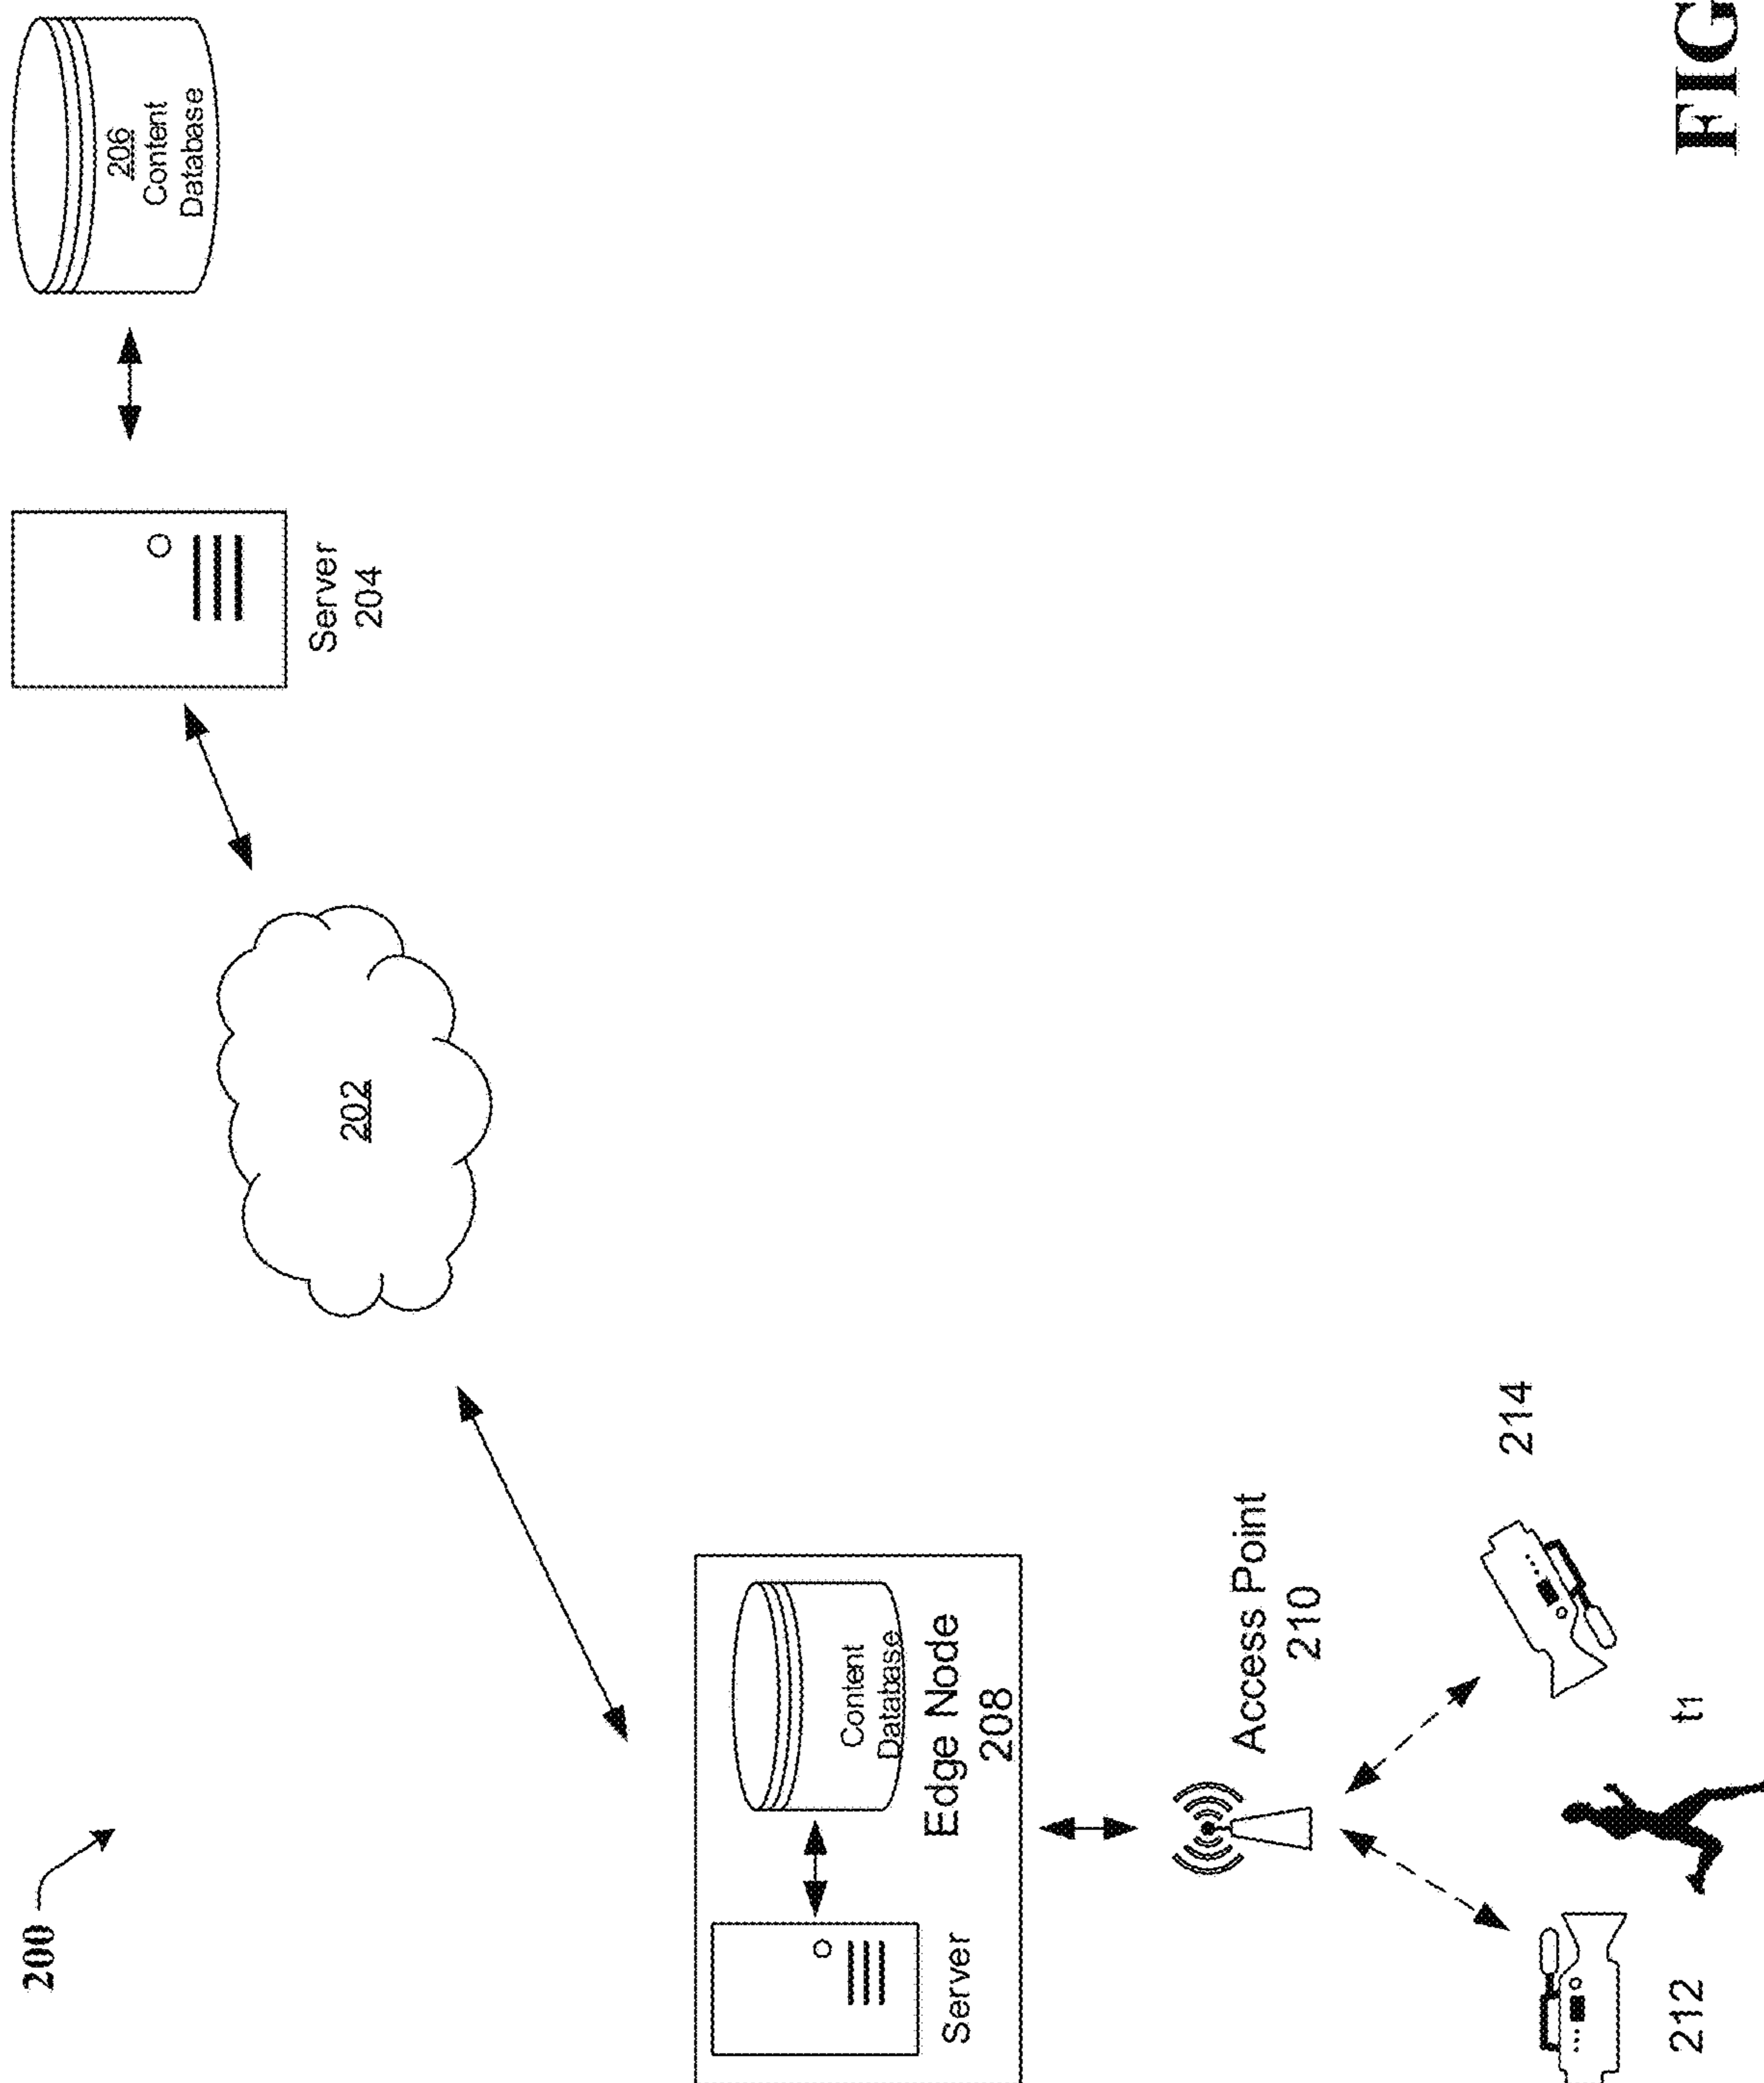 200
206
Content
Database
Server
204
202
Content
Database
Server
Edge Node
208
Access Point
210
214
212
t1
FIG